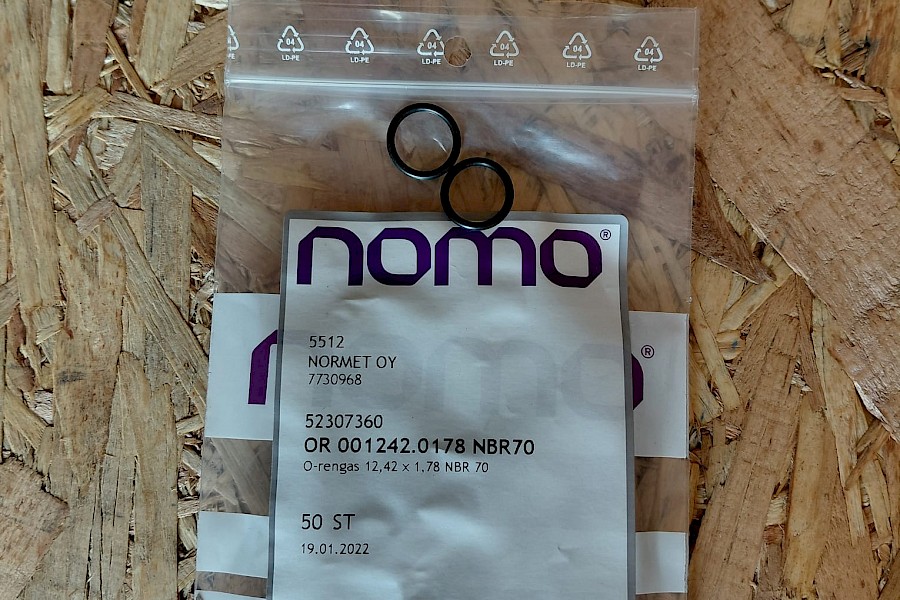 04 04 04 04 04 04
LD-PE LD-PE LD-PE LD-PE LD-PE LD-PE
nomo®
5512
NORMET OY
7730968
52307360
OR 001242.0178 NBR70
O-rengas 12,42 x 1,78 NBR 70
50 ST
19.01.2022